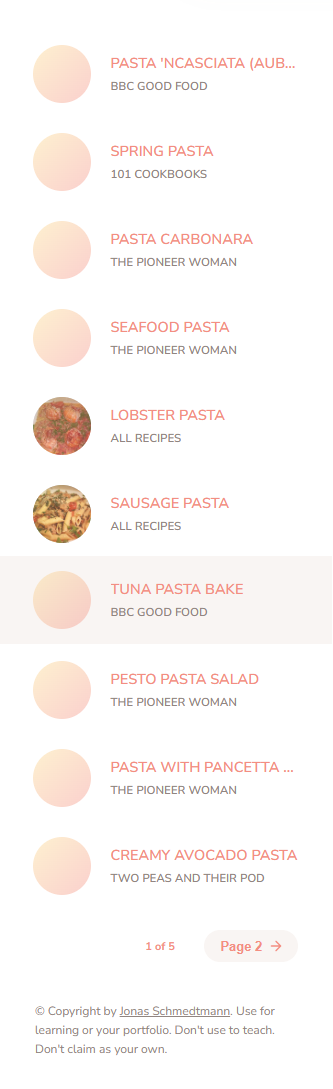 PASTA 'NCASCIATA (AUB...
BBC GOOD FOOD
SPRING PASTA
101 COOKBOOKS
PASTA CARBONARA
THE PIONEER WOMAN
SEAFOOD PASTA
THE PIONEER WOMAN
LOBSTER PASTA
ALL RECIPES
SAUSAGE PASTA
ALL RECIPES
TUNA PASTA BAKE
BBC GOOD FOOD
PESTO PASTA SALAD
THE PIONEER WOMAN
PASTA WITH PANCETTA ...
THE PIONEER WOMAN
CREAMY AVOCADO PASTA
TWO PEAS AND THEIR POD
1 of 5 Page 2 →
© Copyright by Jonas Schmedtmann. Use for
learning or your portfolio. Don't use to teach.
Don't claim as your own.